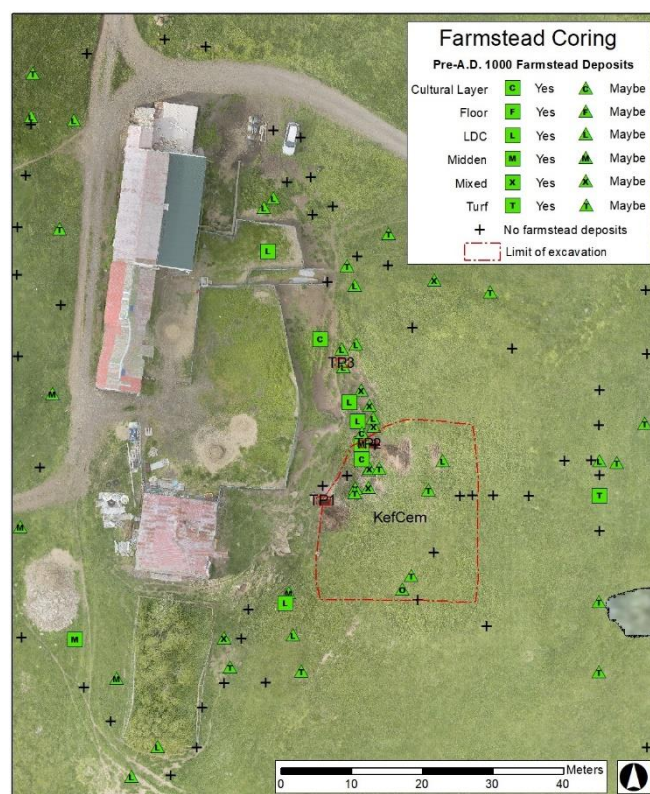 Farmstead Coring
Pre-A.D. 1000 Farmstead Deposits
Cultural Layer C Yes C Maybe
Floor F Yes F Maybe
LDC L Yes L Maybe
Midden M Yes M Maybe
Mixed X Yes X Maybe
Turf T Yes T Maybe
No farmstead deposits
Limit of excavation
TP3
TP2
TP1
KefCem
Meters
0 10 20 30 40